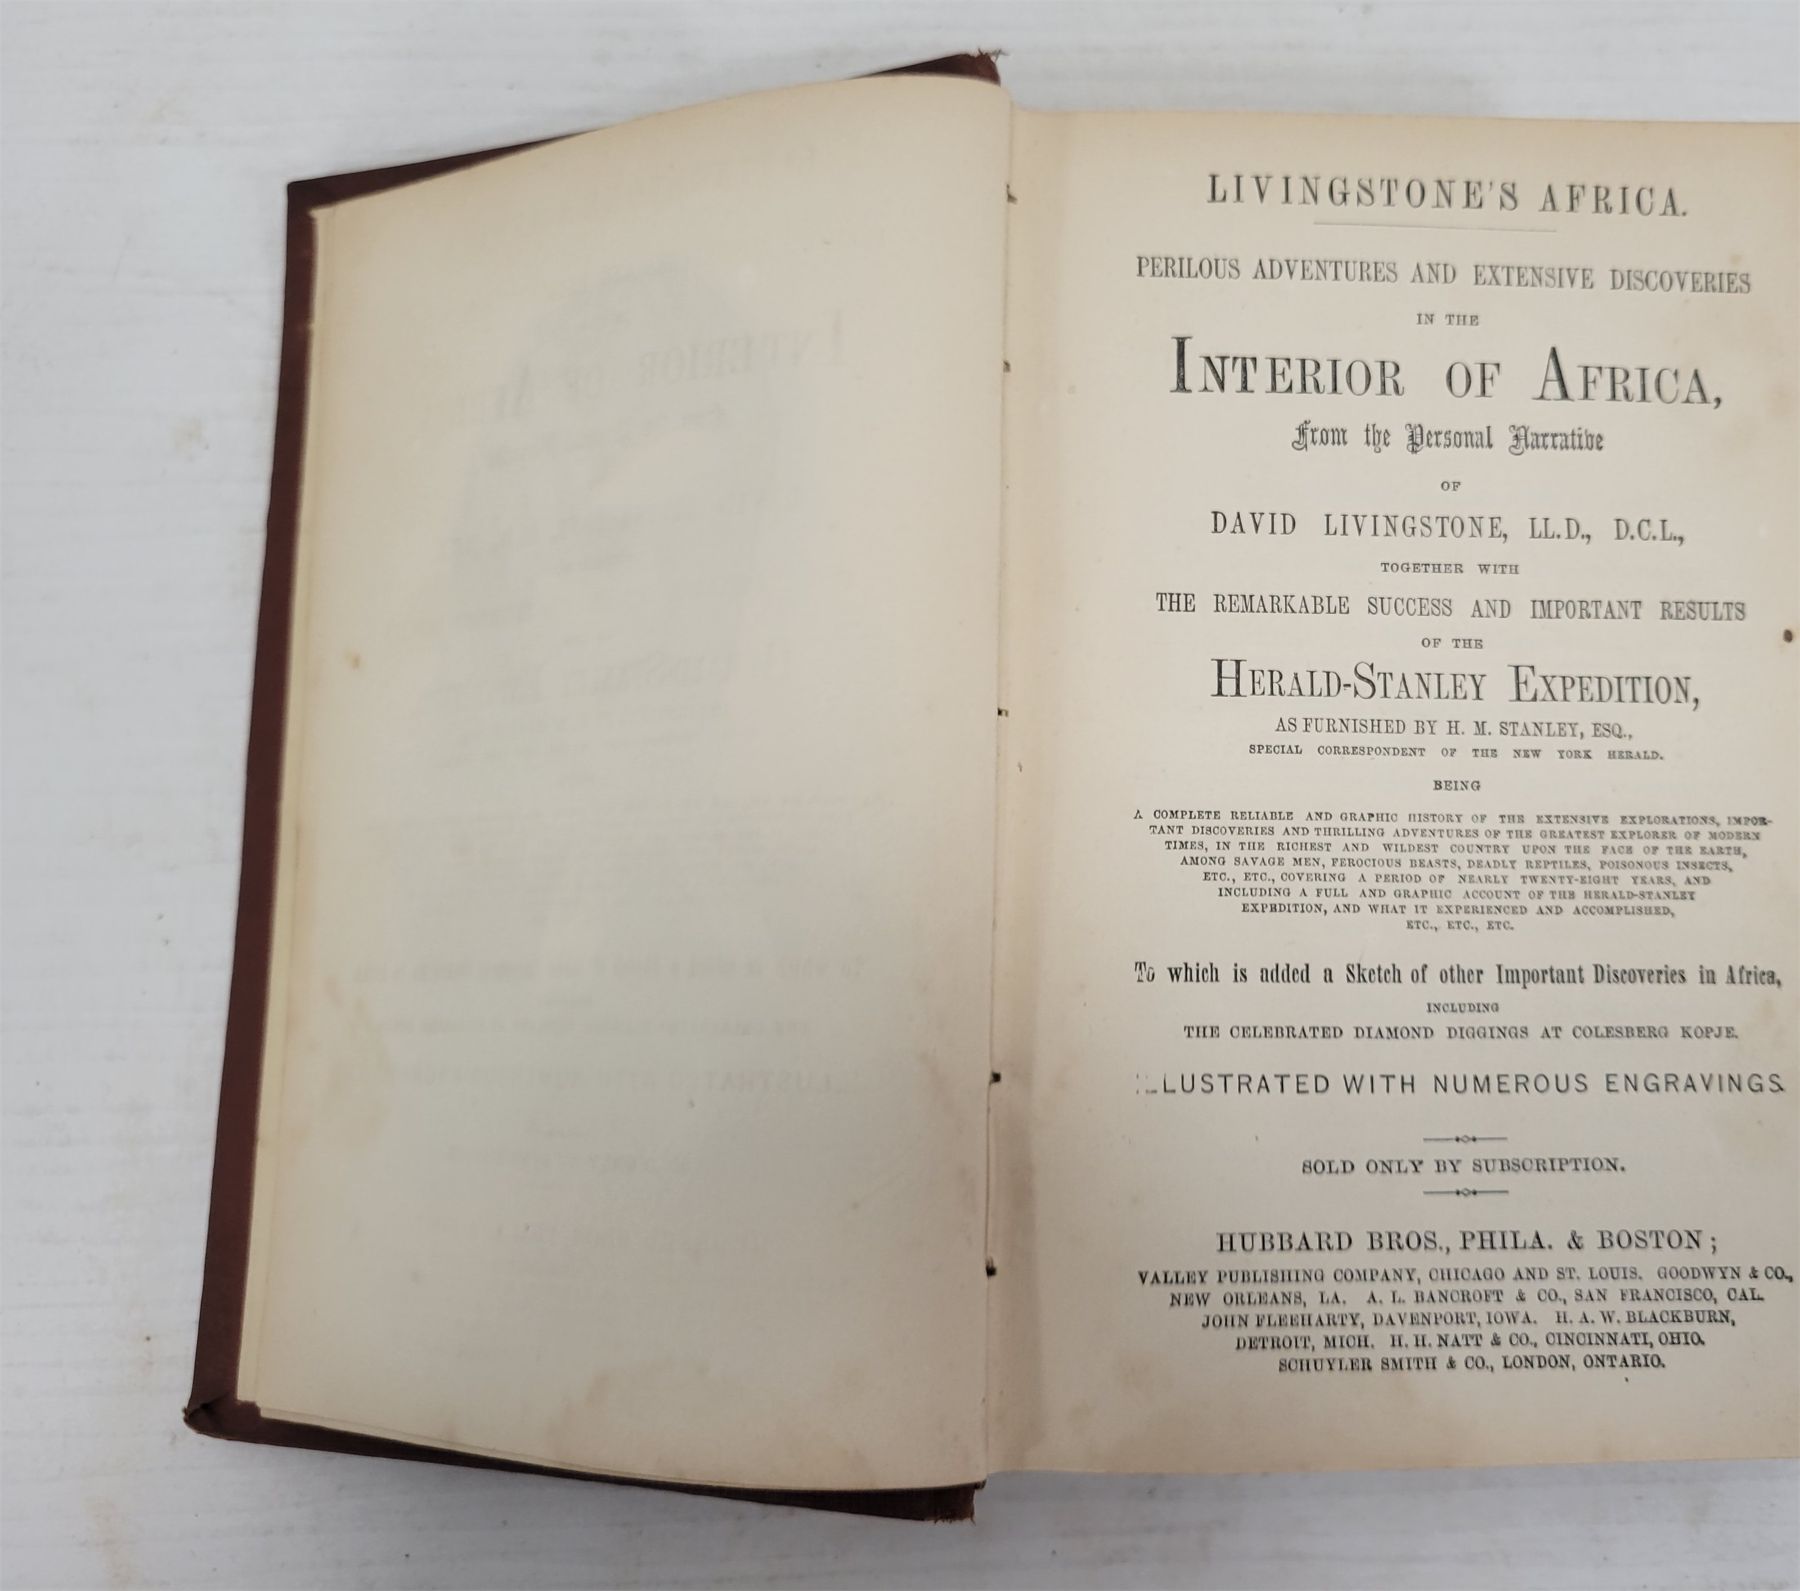 LIVINGSTONE'S AFRICA.
PERILOUS ADVENTURES AND EXTENSIVE DISCOVERIES
IN THE
INTERIOR OF AFRICA,
From the Personal Narrative
OF
DAVID LIVINGSTONE, LL.D., D.C.L.,
TOGETHER WITH
THE REMARKABLE SUCCESS AND IMPORTANT RESULTS
OF THE
HERALD-STANLEY EXPEDITION,
AS FURNISHED BY H. M. STANLEY, ESQ.,
SPECIAL CORRESPONDENT OF THE NEW YORK HERALD.
BEING
A COMPLETE RELIABLE AND GRAPHIC HISTORY OF THE EXTENSIVE EXPLORATIONS, IMPOR-
TANT DISCOVERIES AND THRILLING ADVENTURES OF THE GREATEST EXPLORER OF MODERN
TIMES, IN THE RICHEST AND WILDEST COUNTRY UPON THE FACE OF THE EARTH,
AMONG SAVAGE MEN, FEROCIOUS BEASTS, DEADLY REPTILES, POISONOUS INSECTS,
ETC., ETC., COVERING A PERIOD OF NEARLY TWENTY-EIGHT YEARS, AND
INCLUDING A FULL AND GRAPHIC ACCOUNT OF THE HERALD-STANLEY
EXPEDITION, AND WHAT IT EXPERIENCED AND ACCOMPLISHED,
ETC., ETC., ETC.
To which is added a Sketch of other Important Discoveries in Africa,
INCLUDING
THE CELEBRATED DIAMOND DIGGINGS AT COLESBERG KOPJE.
ILLUSTRATED WITH NUMEROUS ENGRAVINGS
SOLD ONLY BY SUBSCRIPTION.
HUBBARD BROS., PHILA. & BOSTON;
VALLEY PUBLISHING COMPANY, CHICAGO AND ST. LOUIS. GOODWYN & CO.,
NEW ORLEANS, LA. A. L. BANCROFT & CO., SAN FRANCISCO, CAL.
JOHN FLEEHARTY, DAVENPORT, IOWA. H. A. W. BLACKBURN,
DETROIT, MICH. H. H. NATT & CO., CINCINNATI, OHIO.
SCHUYLER SMITH & CO., LONDON, ONTARIO.